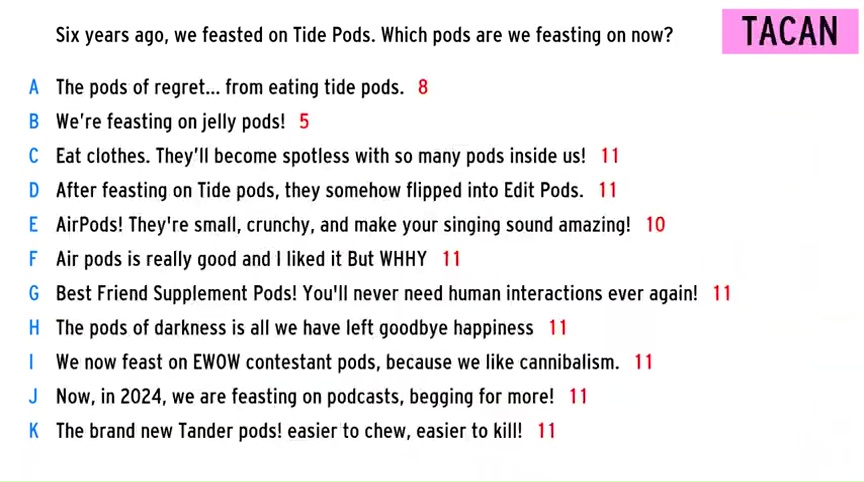 Six years ago, we feasted on Tide Pods. Which pods are we feasting on now?
TACAN
A The pods of regret... from eating tide pods. 8
B We're feasting on jelly pods! 5
C Eat clothes. They'll become spotless with so many pods inside us! 11
D After feasting on Tide pods, they somehow flipped into Edit Pods. 11
E AirPods! They're small, crunchy, and make your singing sound amazing! 10
F Air pods is really good and I liked it But WHHY 11
G Best Friend Supplement Pods! You'll never need human interactions ever again! 11
H The pods of darkness is all we have left goodbye happiness 11
I We now feast on EWOW contestant pods, because we like cannibalism. 11
J Now, in 2024, we are feasting on podcasts, begging for more! 11
K The brand new Tander pods! easier to chew, easier to kill! 11